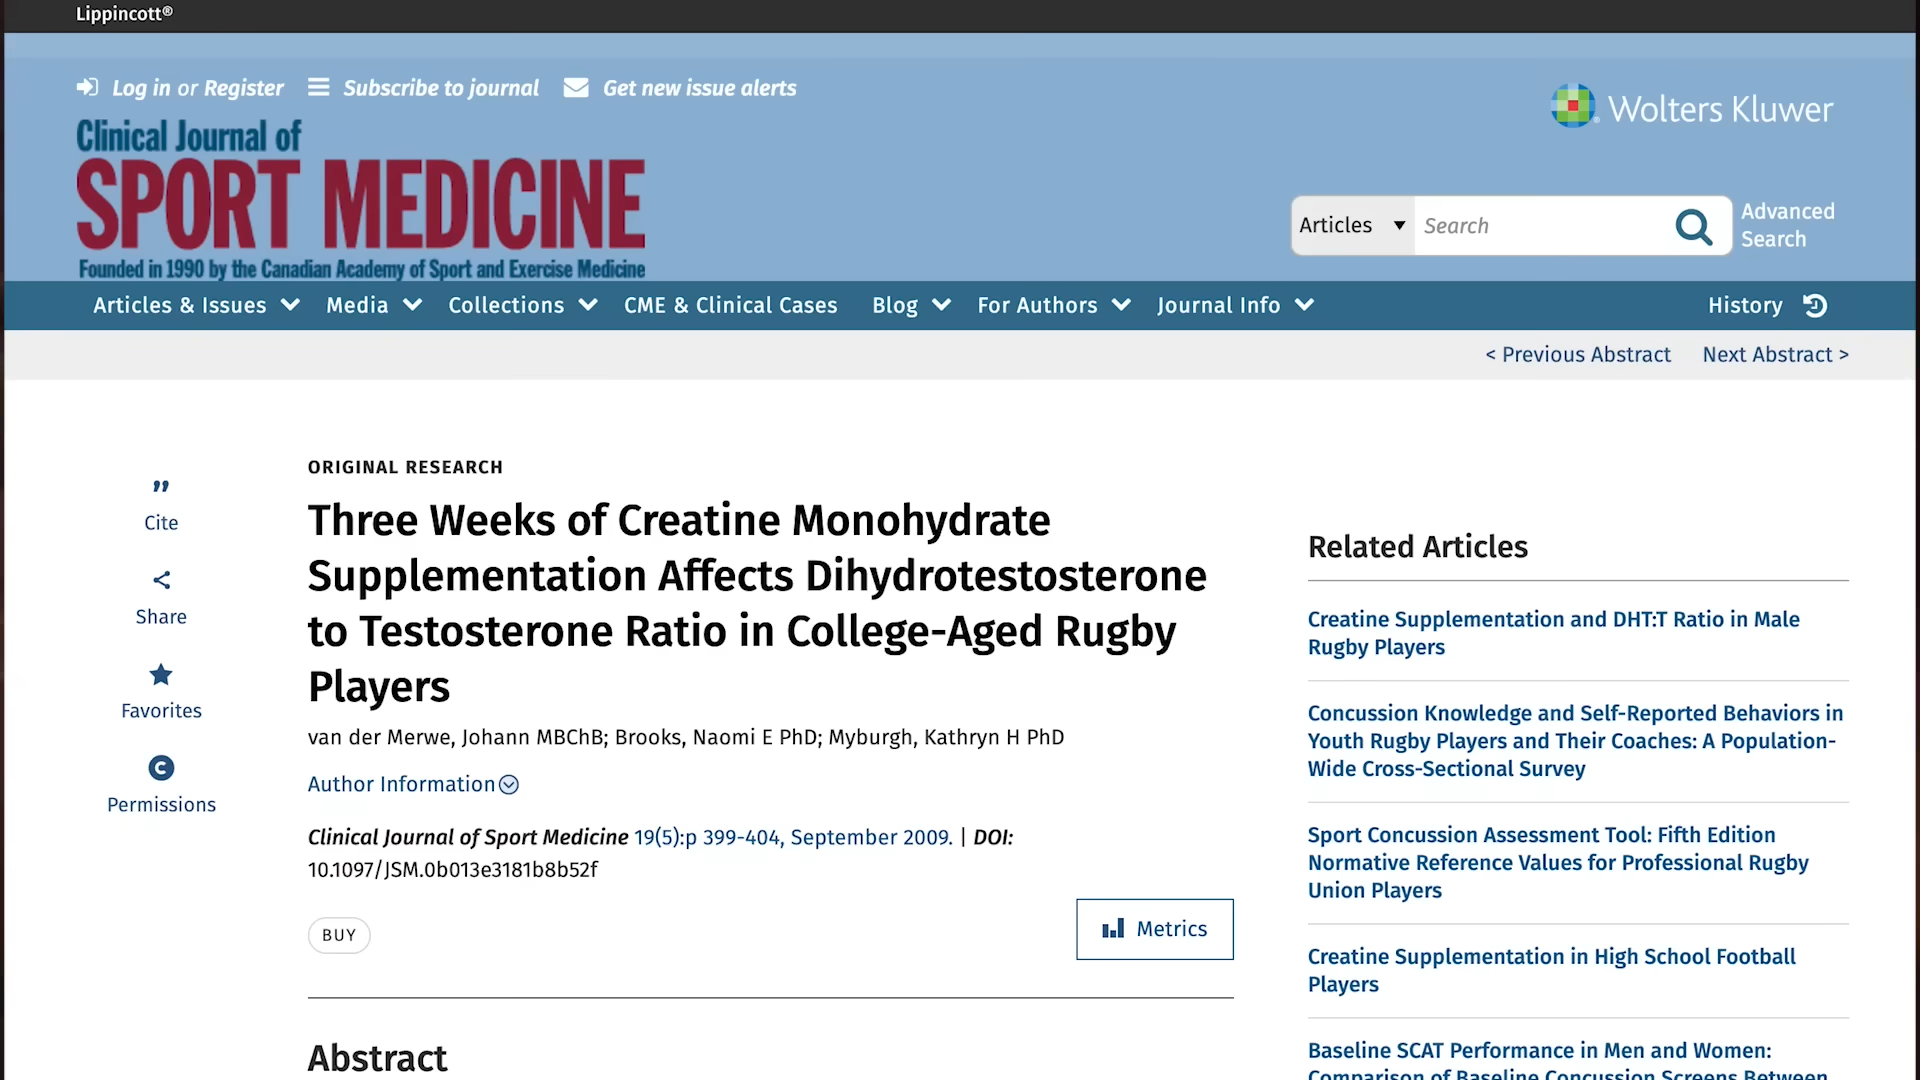 Lippincott®
Log in or Register Subscribe to journal Get new issue alerts
Wolters Kluwer
Clinical Journal of
SPORT MEDICINE
Founded in 1990 by the Canadian Academy of Sport and Exercise Medicine
Articles Search
Advanced
Search
Articles & Issues Media Collections CME & Clinical Cases Blog For Authors Journal Info History
< Previous Abstract Next Abstract >
Cite
Share
Favorites
Permissions
ORIGINAL RESEARCH
Three Weeks of Creatine Monohydrate
Supplementation Affects Dihydrotestosterone
to Testosterone Ratio in College-Aged Rugby
Players
van der Merwe, Johann MBChB; Brooks, Naomi E PhD; Myburgh, Kathryn H PhD
Author Information
Clinical Journal of Sport Medicine 19(5):p 399-404, September 2009. | DOI:
10.1097/JSM.0b013e3181b8b52f
BUY
Metrics
Abstract
Related Articles
Creatine Supplementation and DHT:T Ratio in Male
Rugby Players
Concussion Knowledge and Self-Reported Behaviors in
Youth Rugby Players and Their Coaches: A Population-
Wide Cross-Sectional Survey
Sport Concussion Assessment Tool: Fifth Edition
Normative Reference Values for Professional Rugby
Union Players
Creatine Supplementation in High School Football
Players
Baseline SCAT Performance in Men and Women:
Comparison of Baseline Concussion Screens Between